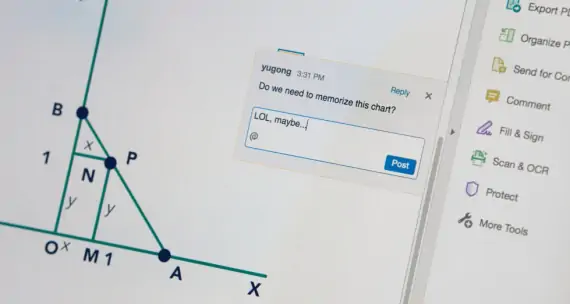 B
x
P
1
N
y
y
O
x
M
1
A
X
yugong 3:31 PM
Reply
×
Do we need to memorize this chart?
LOL, maybe...
@
Post
Export
Organize
Send for
Comment
Fill & Sign
Scan & OCR
Protect
More Tools